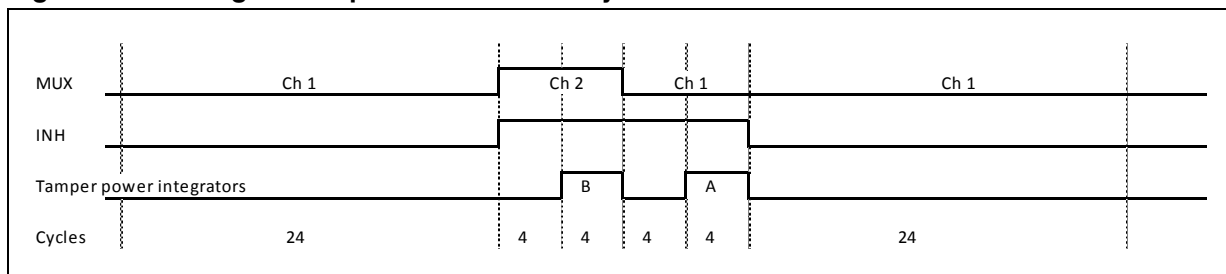 MUX Ch 1 Ch 2 Ch 1 Ch 1
INH
Tamper power integrators B A
Cycles 24 4 4 4 4 24